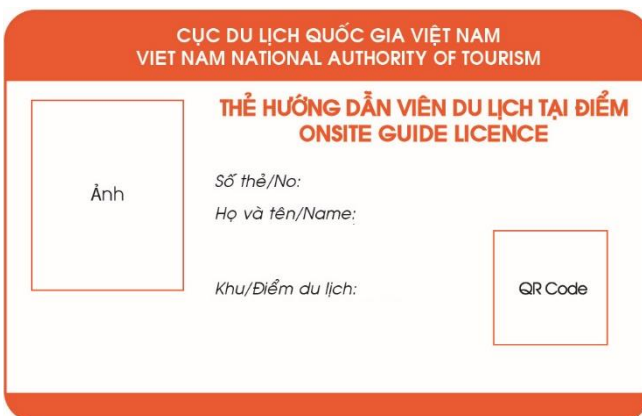 CỤC DU LỊCH QUỐC GIA VIỆT NAM
VIET NAM NATIONAL AUTHORITY OF TOURISM
THẺ HƯỚNG DẪN VIÊN DU LỊCH TẠI ĐIỂM
ONSITE GUIDE LICENCE
Ảnh
Số thẻ/No:
Họ và tên/Name:
Khu/Điểm du lịch:
QR Code